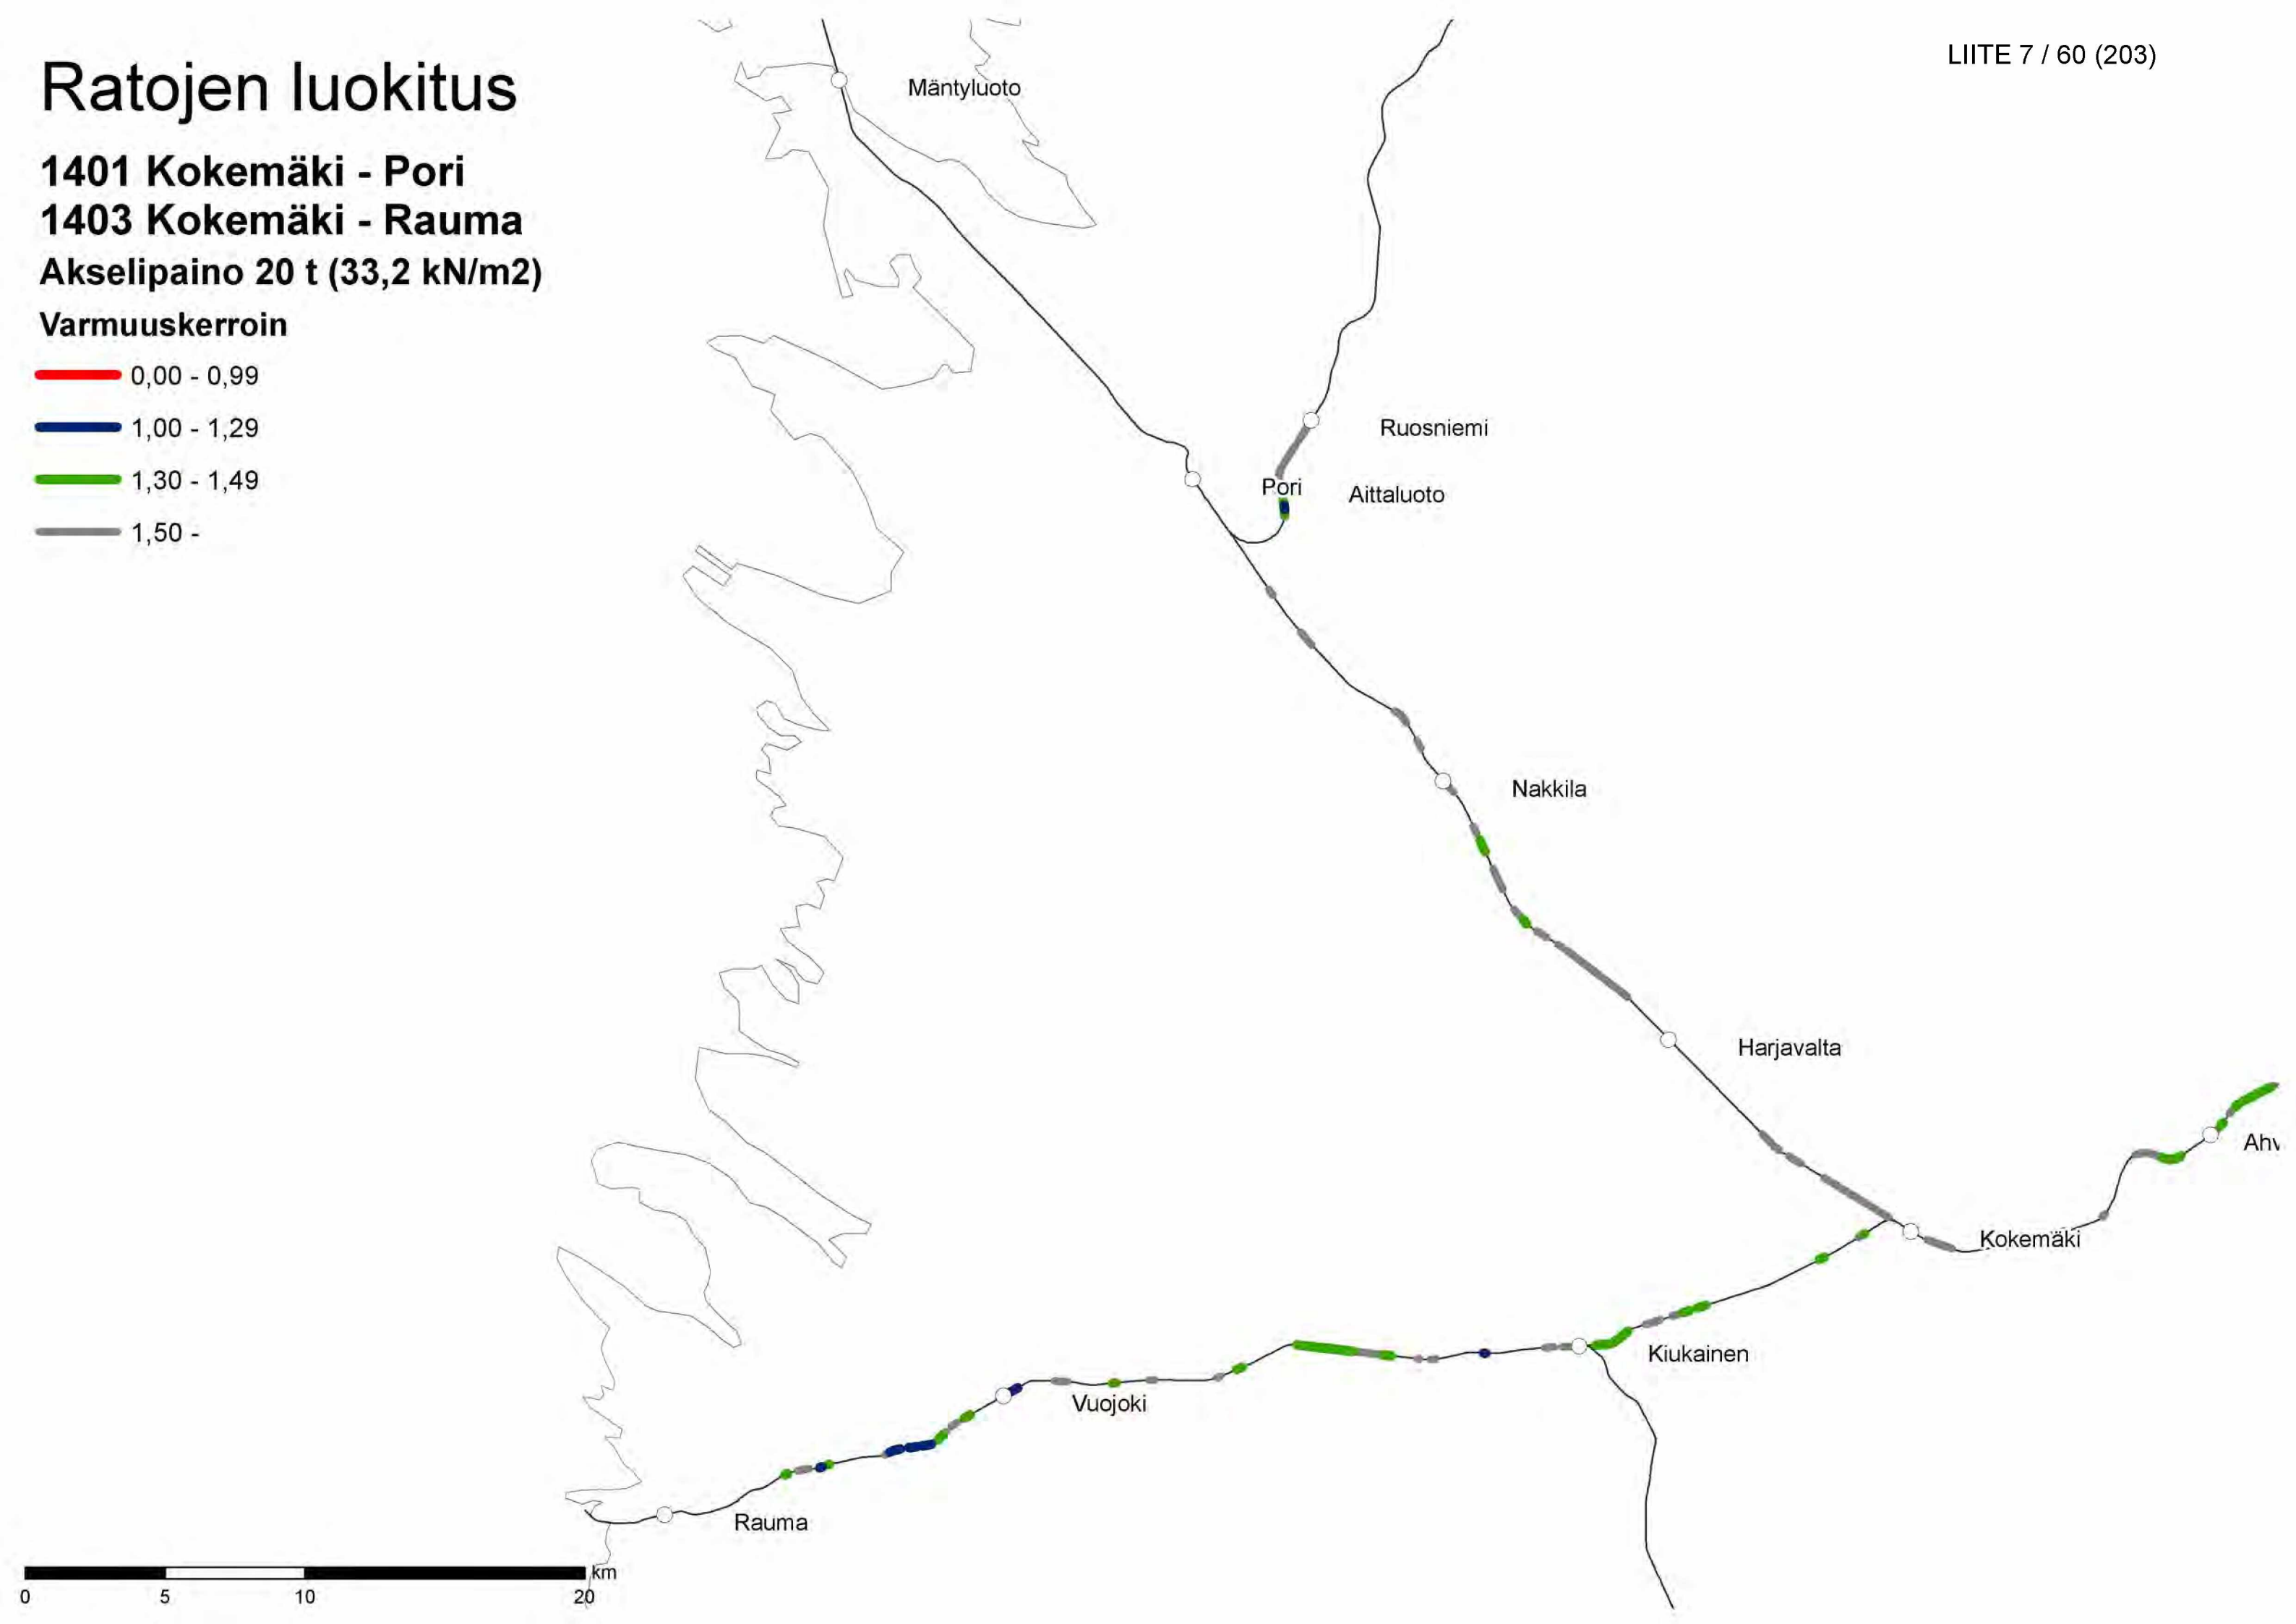 LIITE 7 / 60 (203)
Ratojen luokitus
1401 Kokemäki - Pori
1403 Kokemäki - Rauma
Akselipaino 20 t (33,2 kN/m2)
Varmuuskerroin
0,00 - 0,99
1,00 - 1,29
1,30 - 1,49
1,50 -
Mäntyluoto
Ruosniemi
Pori
Aittaluoto
Nakkila
Harjavalta
Ahv
Kokemäki
Kiukainen
Vuojoki
Rauma
km
0 5 10 20